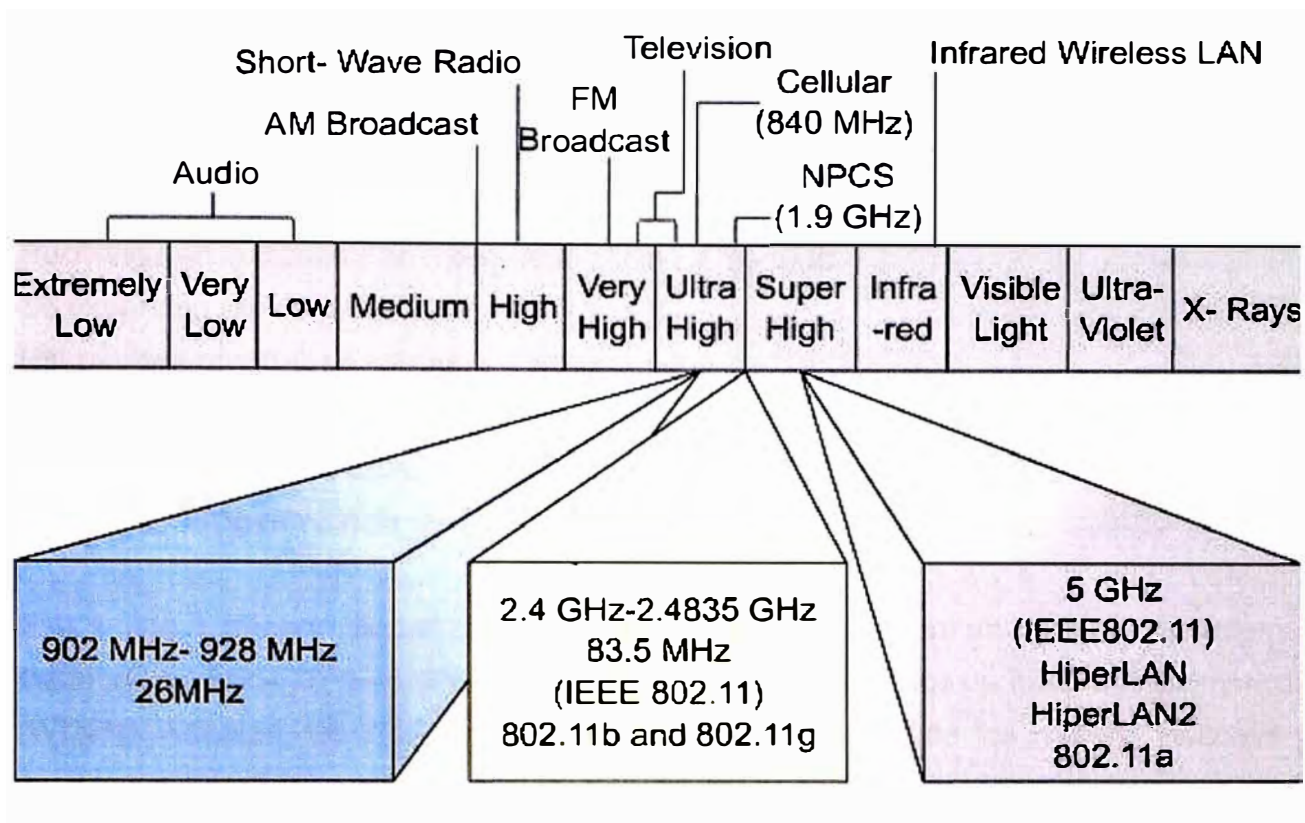 Short- Wave Radio
Television
Infrared Wireless LAN
AM Broadcast
FM
Broadcast
Cellular
(840 MHz)
Audio
NPCS
(1.9 GHz)
Extremely
Low
Very
Low
Low
Medium
High
Very
High
Ultra
High
Super
High
Infra
-red
Visible
Light
Ultra-
Vlolet
X- Rays
902 MHz- 928 MHz
26MHz
2.4 GHz-2.4835 GHz
83.5 MHz
(IEEE 802.11)
802.11b and 802.11g
5 GHz
(IEEE802.11)
HiperLAN
HiperLAN2
802.11a